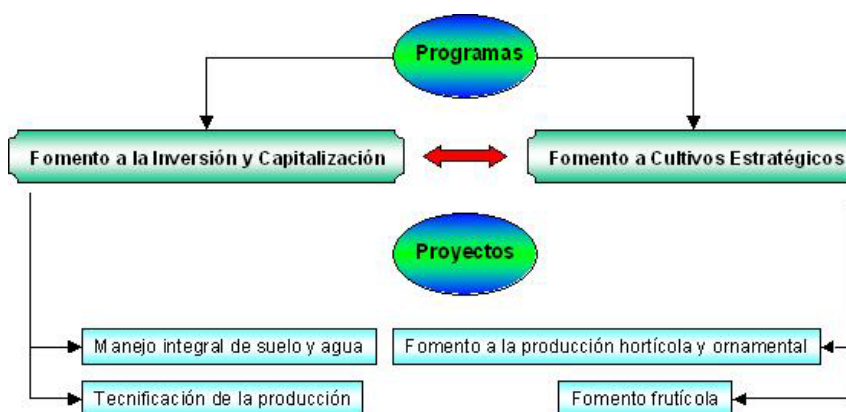 Programas
Fomento a la Inversión y Capitalización
Fomento a Cultivos Estratégicos
Proyectos
Manejo integral de suelo y agua
Fomento a la producción hortícola y ornamental
Tecnificación de la producción
Fomento frutícola